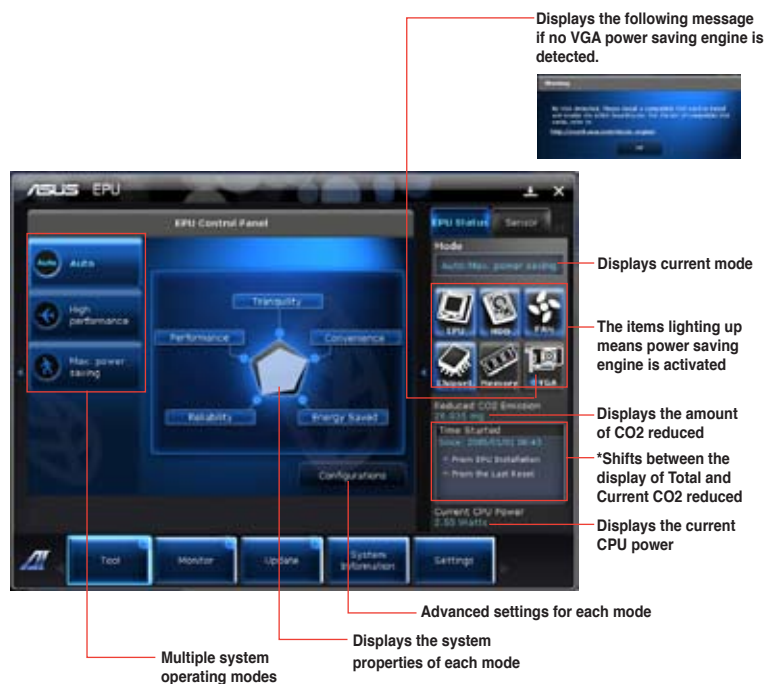 Displays the following message
if no VGA power saving engine is
detected.
Warning
OK
ASUS EPU
EPU Control Panel
EPU Status
Sensor
Auto
Auto
High
performance
Max. power
saving
Tranquility
Performance
Convenience
Reliability
Energy Saved
Configurations
Mode
Auto/Max. power saving
CPU
HDD
FAN
Chipset
Memory
VGA
Reduced CO2 Emission
Time Started
From EPU Installation
From the Last Reset
Current CPU Power
Tool
Monitor
Update
System
Information
Settings
Displays current mode
The items lighting up
means power saving
engine is activated
Displays the amount
of CO2 reduced
*Shifts between the
display of Total and
Current CO2 reduced
Displays the current
CPU power
Advanced settings for each mode
Displays the system
properties of each mode
Multiple system
operating modes